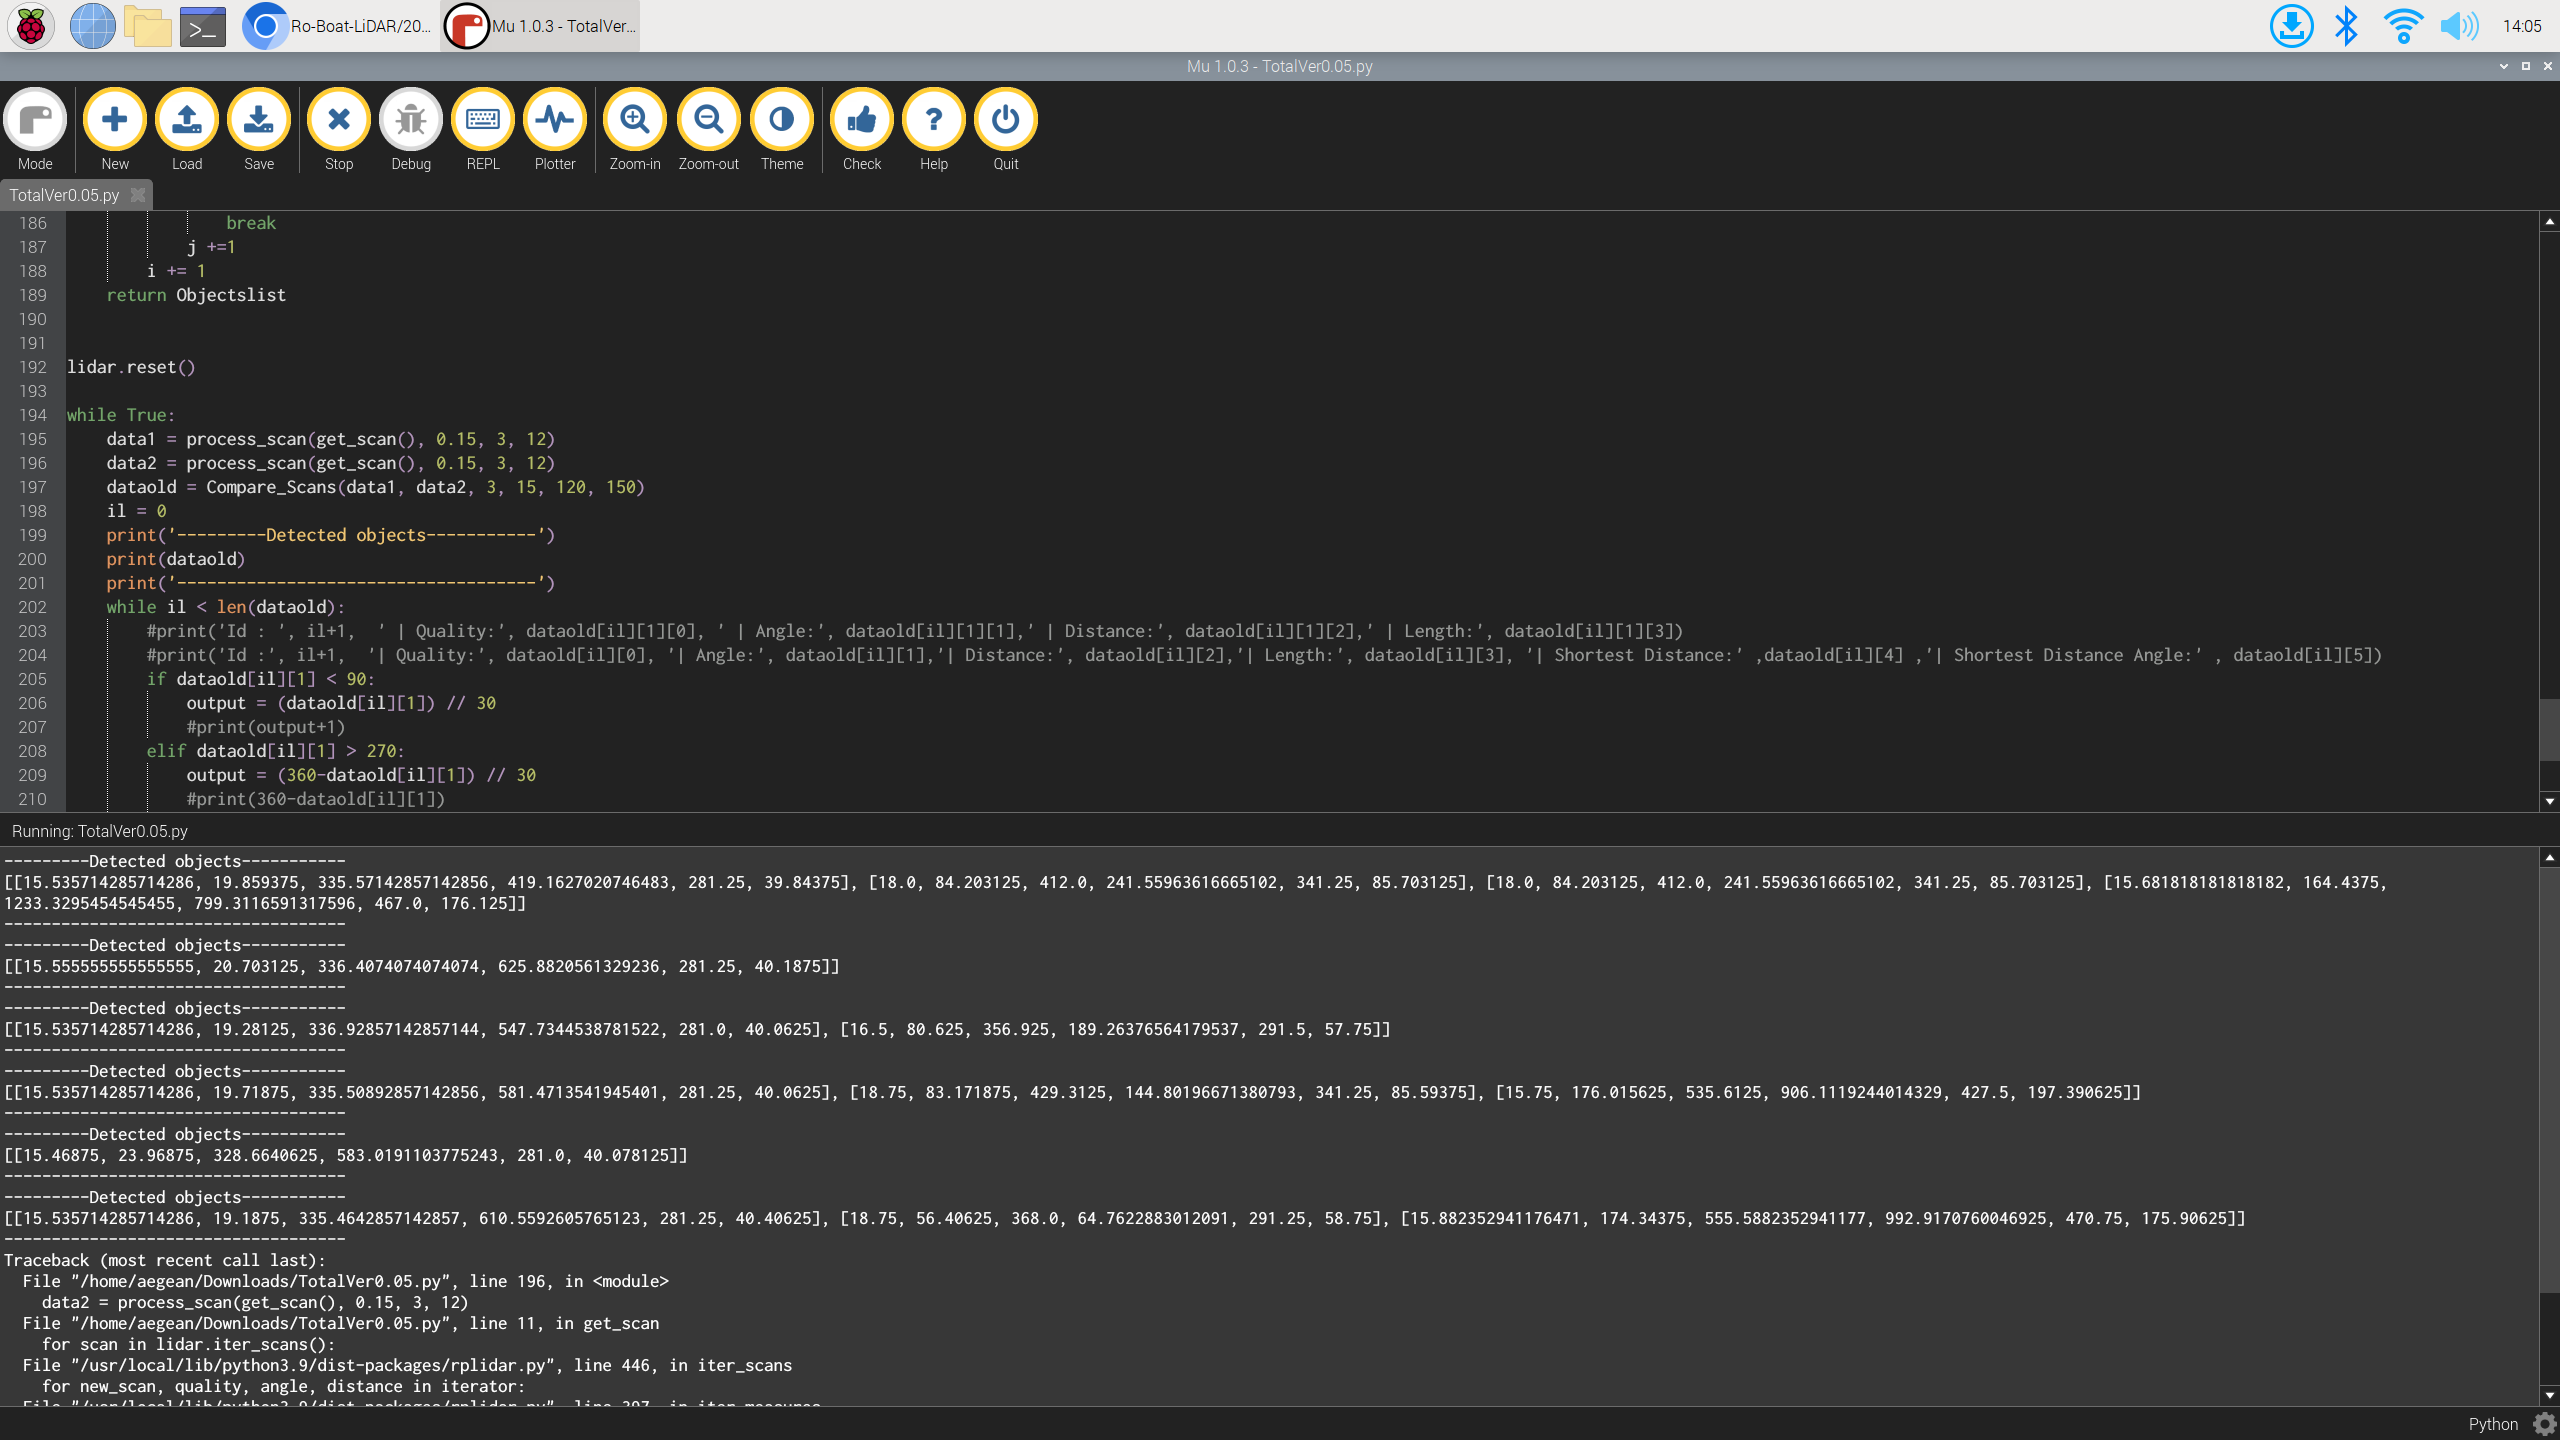 Ro-Boat-LiDAR/20...
Mu 1.0.3 - TotalVer...
14:05
Mu 1.0.3 - TotalVer0.05.py
Mode New Load Save Stop Debug REPL Plotter Zoom-in Zoom-out Theme Check Help Quit
TotalVer0.05.py
186 break
187 j +=1
188 i += 1
189 return Objectslist
190
191
192 lidar.reset()
193
194 while True:
195 data1 = process_scan(get_scan(), 0.15, 3, 12)
196 data2 = process_scan(get_scan(), 0.15, 3, 12)
197 dataold = Compare_Scans(data1, data2, 3, 15, 120, 150)
198 il = 0
199 print('---------Detected objects-----------')
200 print(dataold)
201 print('------------------------------------')
202 while il < len(dataold):
203 #print('Id : ', il+1,  ' | Quality:', dataold[il][1][0], ' | Angle:', dataold[il][1][1],' | Distance:', dataold[il][1][2],' | Length:', dataold[il][1][3])
204 #print('Id :', il+1,  '| Quality:', dataold[il][0], '| Angle:', dataold[il][1],'| Distance:', dataold[il][2],'| Length:', dataold[il][3], '| Shortest Distance:' ,dataold[il][4] ,'| Shortest Distance Angle:' , dataold[il][5])
205 if dataold[il][1] < 90:
206 output = (dataold[il][1]) // 30
207 #print(output+1)
208 elif dataold[il][1] > 270:
209 output = (360-dataold[il][1]) // 30
210 #print(360-dataold[il][1])
Running: TotalVer0.05.py
---------Detected objects-----------
[[15.535714285714286, 19.859375, 335.57142857142856, 419.1627020746483, 281.25, 39.84375], [18.0, 84.203125, 412.0, 241.55963616665102, 341.25, 85.703125], [18.0, 84.203125, 412.0, 241.55963616665102, 341.25, 85.703125], [15.681818181818182, 164.4375,
1233.3295454545455, 799.3116591317596, 467.0, 176.125]]
------------------------------------
---------Detected objects-----------
[[15.555555555555555, 20.703125, 336.4074074074074, 625.8820561329236, 281.25, 40.1875]]
------------------------------------
---------Detected objects-----------
[[15.535714285714286, 19.28125, 336.92857142857144, 547.7344538781522, 281.0, 40.0625], [16.5, 80.625, 356.925, 189.26376564179537, 291.5, 57.75]]
------------------------------------
---------Detected objects-----------
[[15.535714285714286, 19.71875, 335.50892857142856, 581.4713541945401, 281.25, 40.0625], [18.75, 83.171875, 429.3125, 144.80196671380793, 341.25, 85.59375], [15.75, 176.015625, 535.6125, 906.1119244014329, 427.5, 197.390625]]
------------------------------------
---------Detected objects-----------
[[15.46875, 23.96875, 328.6640625, 583.0191103775243, 281.0, 40.078125]]
------------------------------------
---------Detected objects-----------
[[15.535714285714286, 19.1875, 335.4642857142857, 610.5592605765123, 281.25, 40.40625], [18.75, 56.40625, 368.0, 64.7622883012091, 291.25, 58.75], [15.882352941176471, 174.34375, 555.5882352941177, 992.9170760046925, 470.75, 175.90625]]
------------------------------------
Traceback (most recent call last):
File "/home/aegean/Downloads/TotalVer0.05.py", line 196, in <module>
data2 = process_scan(get_scan(), 0.15, 3, 12)
File "/home/aegean/Downloads/TotalVer0.05.py", line 11, in get_scan
for scan in lidar.iter_scans():
File "/usr/local/lib/python3.9/dist-packages/rplidar.py", line 446, in iter_scans
for new_scan, quality, angle, distance in iterator:
File "/usr/local/lib/python3.9/dist-packages/rplidar.py", line 397, in iter_measures
Python